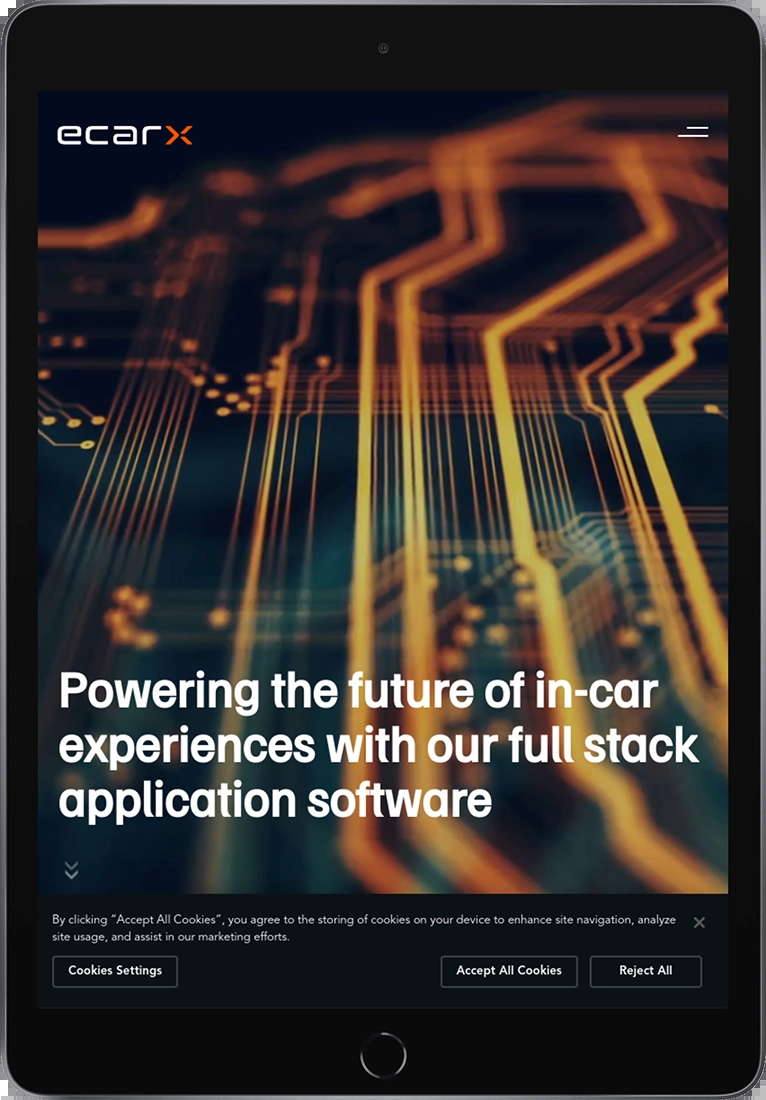 ecarx
Powering the future of in-car
experiences with our full stack
application software
By clicking “Accept All Cookies”, you agree to the storing of cookies on your device to enhance site navigation, analyze
site usage, and assist in our marketing efforts.
Cookies Settings
Accept All Cookies
Reject All